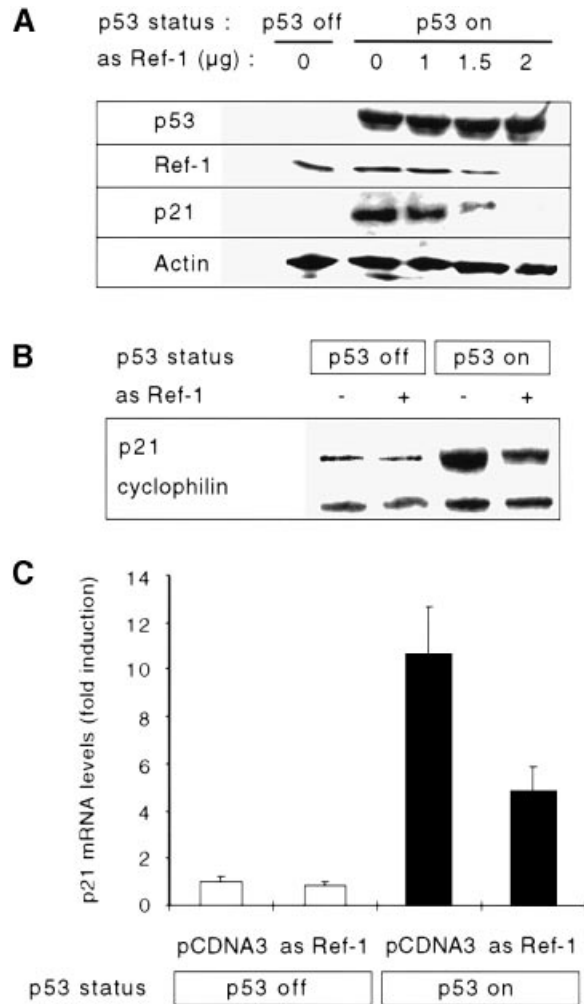 A
p53 status : p53 off p53 on
as Ref-1 (µg) : 0 0 1 1.5 2
p53
Ref-1
p21
Actin
B
p53 status p53 off p53 on
as Ref-1 - + - +
p21
cyclophilin
C
p21 mRNA levels (fold induction)
14
12
10
8
6
4
2
0
pCDNA3 as Ref-1 pCDNA3 as Ref-1
p53 status p53 off p53 on